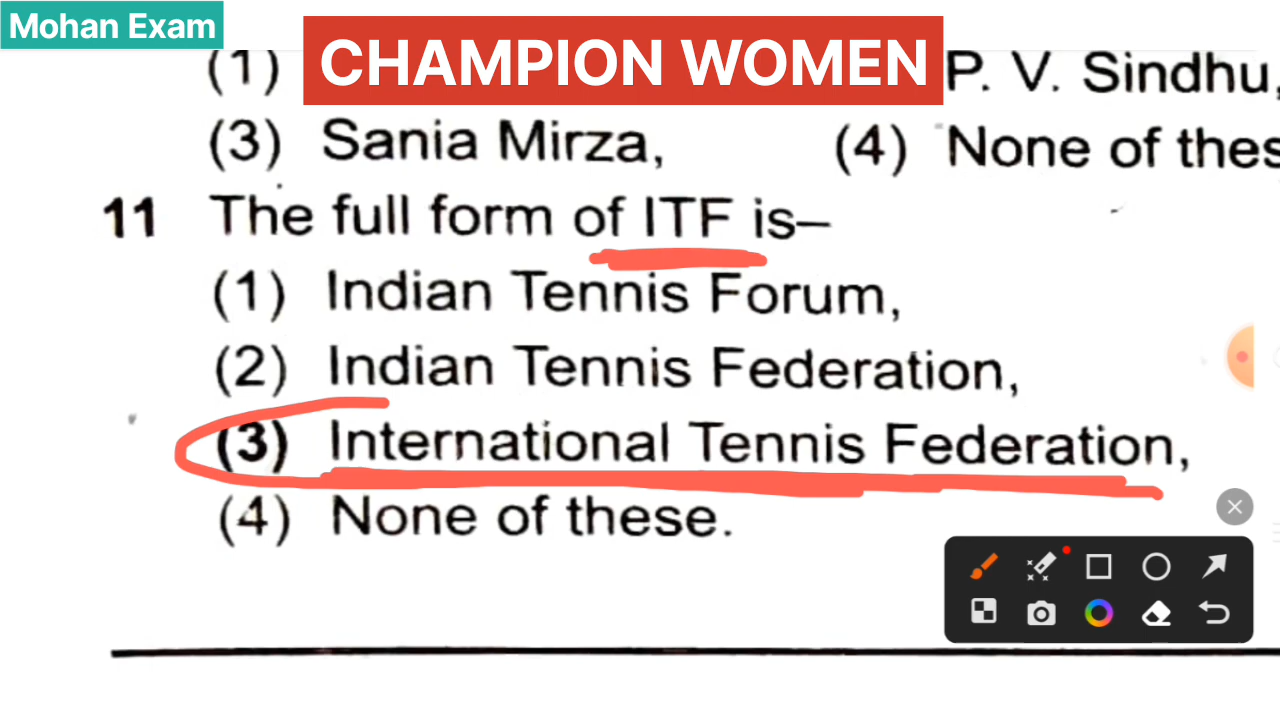 Mohan Exam
CHAMPION WOMEN
(1) P. V. Sindhu,
(3) Sania Mirza, (4) None of
11 The full form of ITF is–
(1) Indian Tennis Forum,
(2) Indian Tennis Federation,
(3) International Tennis Federation,
(4) None of these.